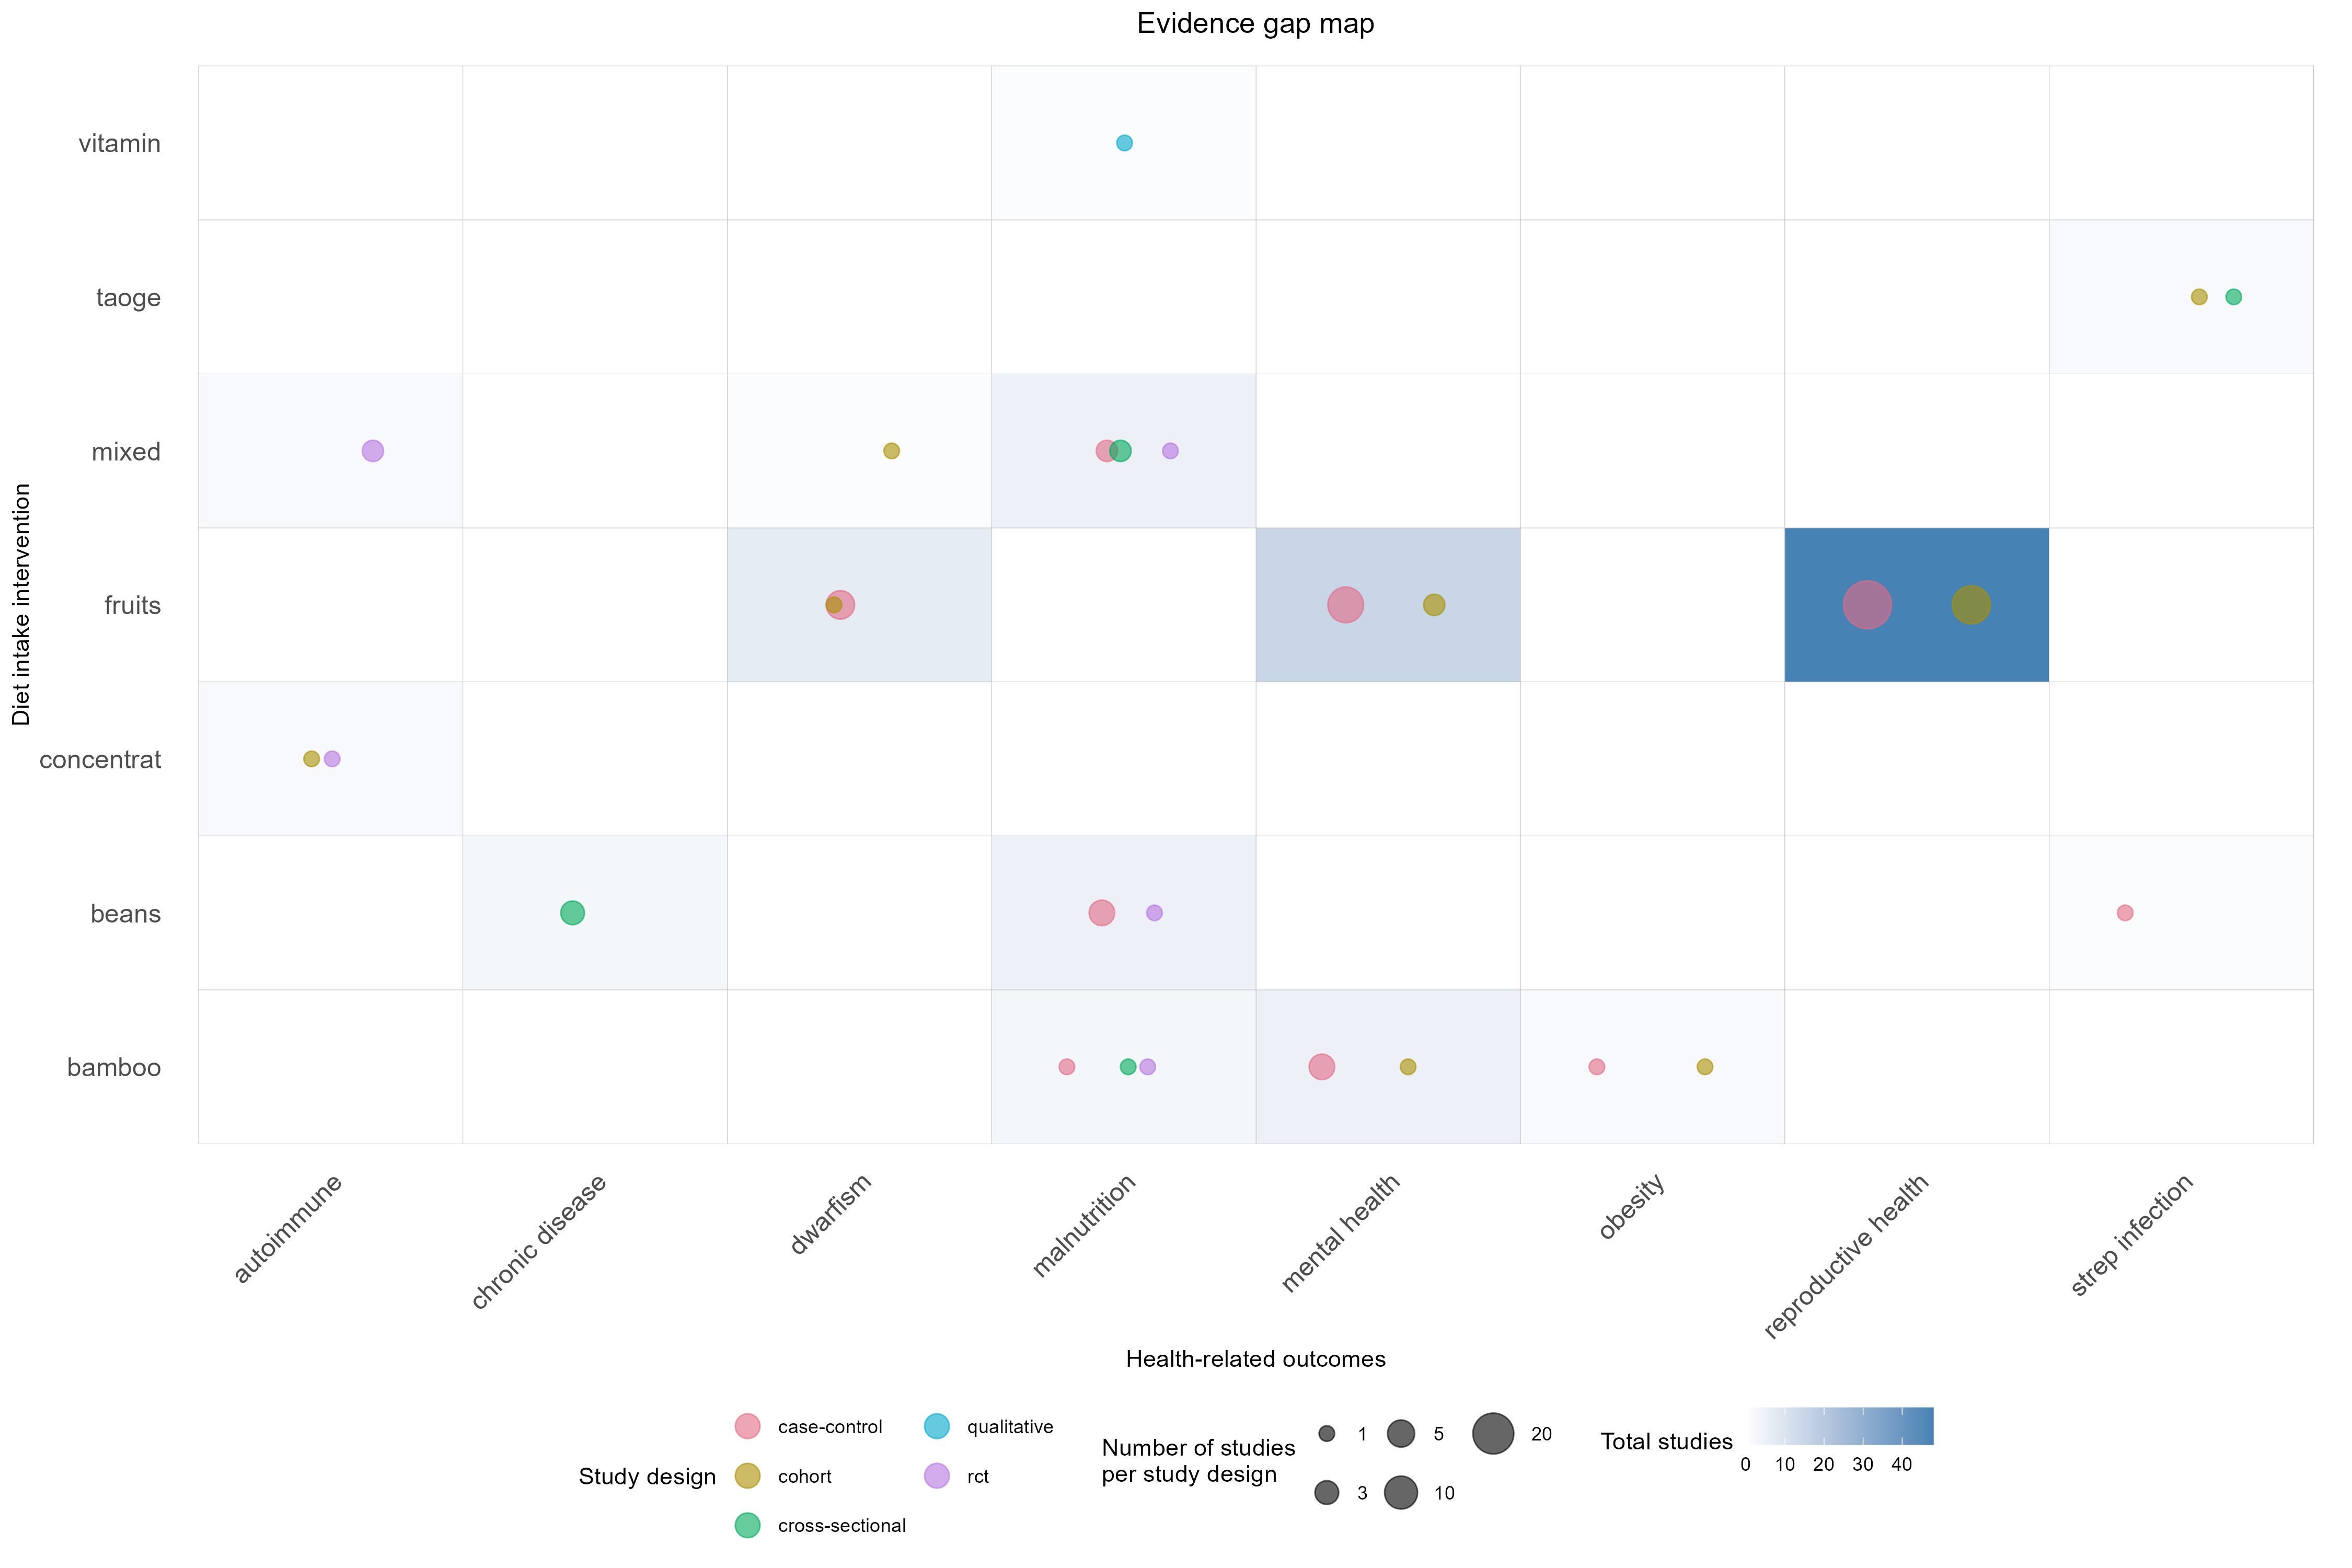 Evidence gap map
Diet intake intervention
vitamin
taoge
mixed
fruits
concentrat
beans
bamboo
autoimmune
chronic disease
dwarfism
malnutrition
mental health
obesity
reproductive health
strep infection
Health-related outcomes
Study design
case-control
cohort
cross-sectional
qualitative
rct
Number of studies
per study design
1
3
5
10
20
Total studies
0 10 20 30 40